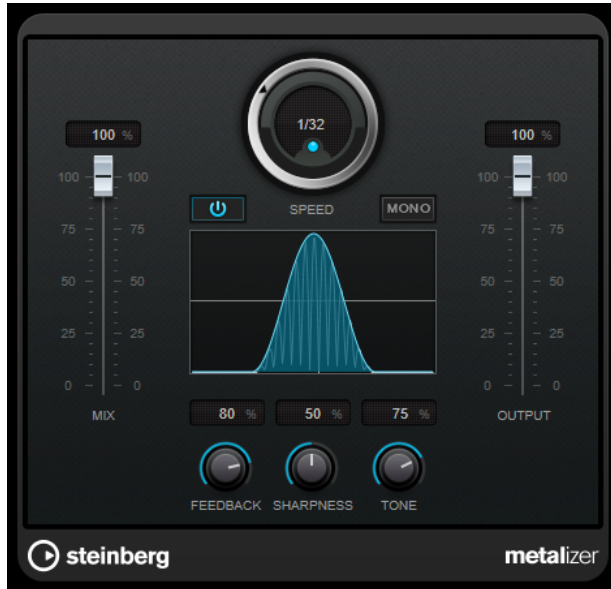 1/32
100 %
100 %
SPEED
MONO
100 100
75 75
50 50
25 25
0 0
MIX
100 100
75 75
50 50
25 25
0 0
OUTPUT
80 %
50 %
75 %
FEEDBACK
SHARPNESS
TONE
steinberg
metalizer